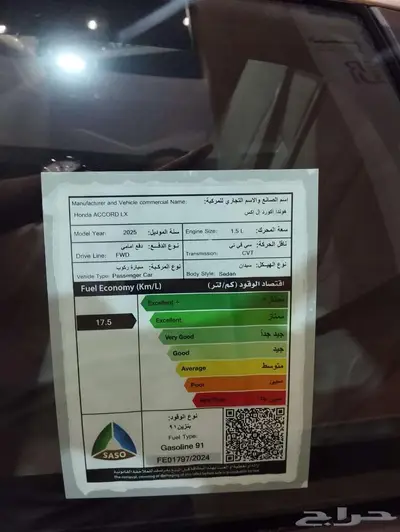 Manufacturer and Vehicle commercial Name: اسم الصانع والاسم التجاري للمركبة:
Honda ACCORD LX هوندا اكورد ال اكس
Model Year: 2025 سنة الموديل: Engine Size: 1.5 L سعة المحرك:
نوع الدفع: دفع امامي ناقل الحركة: سي في تي
Drive Line: FWD Transmission: CVT
نوع المركبة: سيارة ركوب نوع الهيكل: سيدان
Vehicle Type: Passenger Car Body Style: Sedan
Fuel Economy (Km/L) اقتصاد الوقود (كم/لتر)
Excellent + ممتاز +
17.5 Excellent ممتاز
Very Good جيد جداً
Good جيد
Average متوسط
Poor سيئ
نوع الوقود:
بنزين ٩١
Fuel Type:
Gasoline 91
SASO
FE01797/2024
حراج